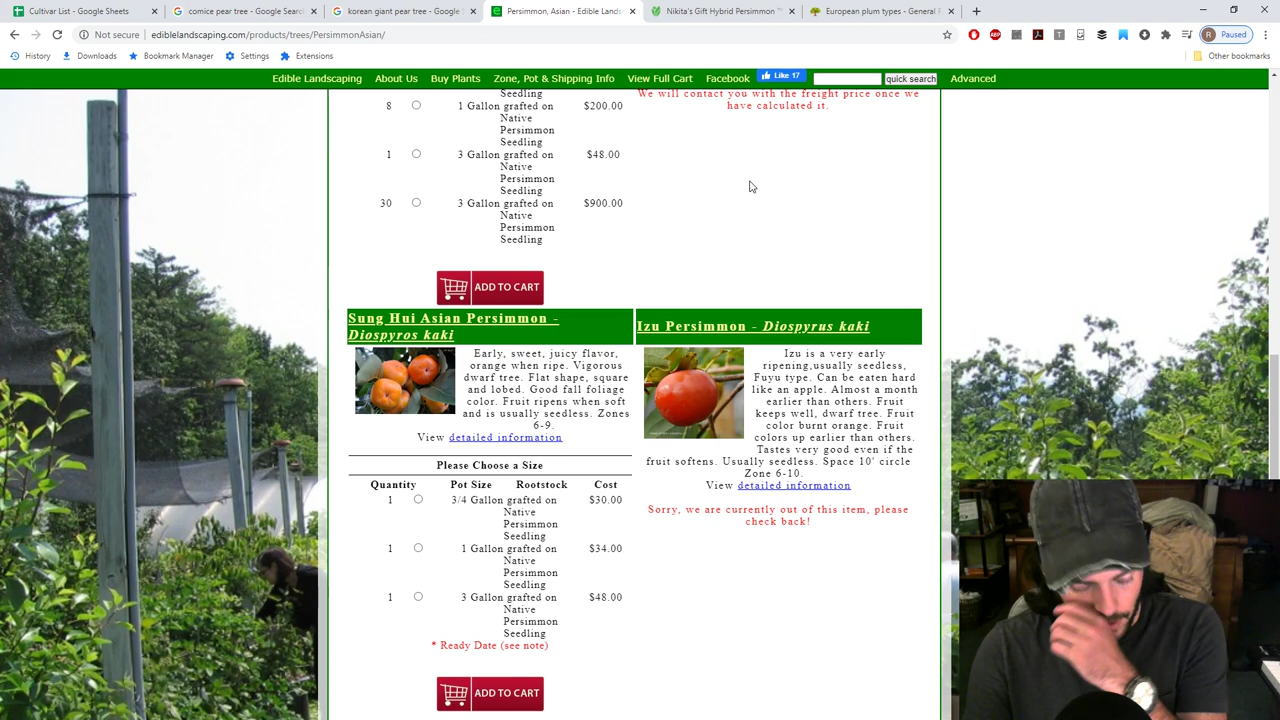 Cultivar List - Google Sheets
comice pear tree - Google Searc
korean giant pear tree - Google S
Persimmon, Asian - Edible Lands
Nikita's Gift Hybrid Persimmon ™
European plum types - General F
Not secure
ediblelandscaping.com/products/trees/PersimmonAsian/
Paused
History
Downloads
Bookmark Manager
Settings
Extensions
Other bookmarks
Edible Landscaping
About Us
Buy Plants
Zone, Pot & Shipping Info
View Full Cart
Facebook
Like 17
quick search
Advanced
Seedling
8 1 Gallon grafted on $200.00
Native
Persimmon
Seedling
1 3 Gallon grafted on $48.00
Native
Persimmon
Seedling
30 3 Gallon grafted on $900.00
Native
Persimmon
Seedling
ADD TO CART
We will contact you with the freight price once we
have calculated it.
Sung Hui Asian Persimmon -
Diospyros kaki
Early, sweet, juicy flavor,
orange when ripe. Vigorous
dwarf tree. Flat shape, square
and lobed. Good fall foliage
color. Fruit ripens when soft
and is usually seedless. Zones
6-9.
View detailed information
Please Choose a Size
Quantity Pot Size Rootstock Cost
1 3/4 Gallon grafted on $30.00
Native
Persimmon
Seedling
1 1 Gallon grafted on $34.00
Native
Persimmon
Seedling
1 3 Gallon grafted on $48.00
Native
Persimmon
Seedling
* Ready Date (see note)
ADD TO CART
Izu Persimmon - Diospyrus kaki
Izu is a very early
ripening,usually seedless,
Fuyu type. Can be eaten hard
like an apple. Almost a month
earlier than others. Fruit
keeps well, dwarf tree. Fruit
color burnt orange. Fruit
colors up earlier than others.
Tastes very good even if the
fruit softens. Usually seedless. Space 10' circle
Zone 6-10.
View detailed information
Sorry, we are currently out of this item, please
check back!